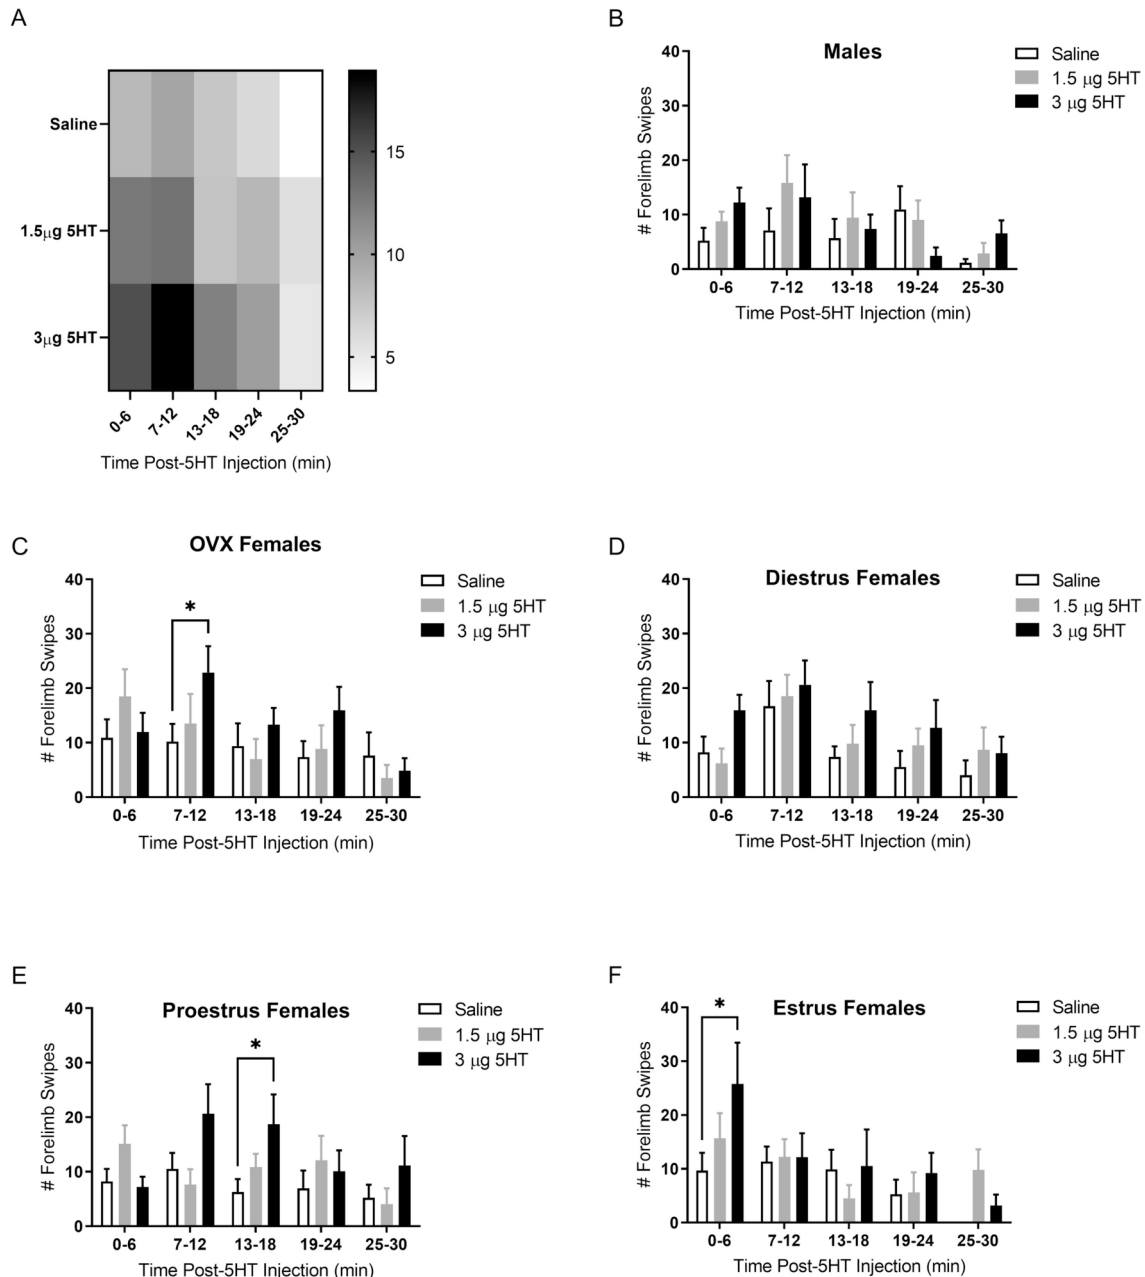 A
Saline
1.5μg 5HT
3μg 5HT
15
10
5
0-6
7-12
13-18
19-24
25-30
Time Post-5HT Injection (min)
B
Males
Saline
1.5 μg 5HT
3 μg 5HT
# Forelimb Swipes
40
30
20
10
0
0-6 7-12 13-18 19-24 25-30
Time Post-5HT Injection (min)
C
OVX Females
Saline
1.5 μg 5HT
3 μg 5HT
# Forelimb Swipes
40
30
20
10
0
*
0-6 7-12 13-18 19-24 25-30
Time Post-5HT Injection (min)
D
Diestrus Females
Saline
1.5 μg 5HT
3 μg 5HT
# Forelimb Swipes
40
30
20
10
0
0-6 7-12 13-18 19-24 25-30
Time Post-5HT Injection (min)
E
Proestrus Females
Saline
1.5 μg 5HT
3 μg 5HT
# Forelimb Swipes
40
30
20
10
0
*
0-6 7-12 13-18 19-24 25-30
Time Post-5HT Injection (min)
F
Estrus Females
Saline
1.5 μg 5HT
3 μg 5HT
# Forelimb Swipes
40
30
20
10
0
*
0-6 7-12 13-18 19-24 25-30
Time Post-5HT Injection (min)